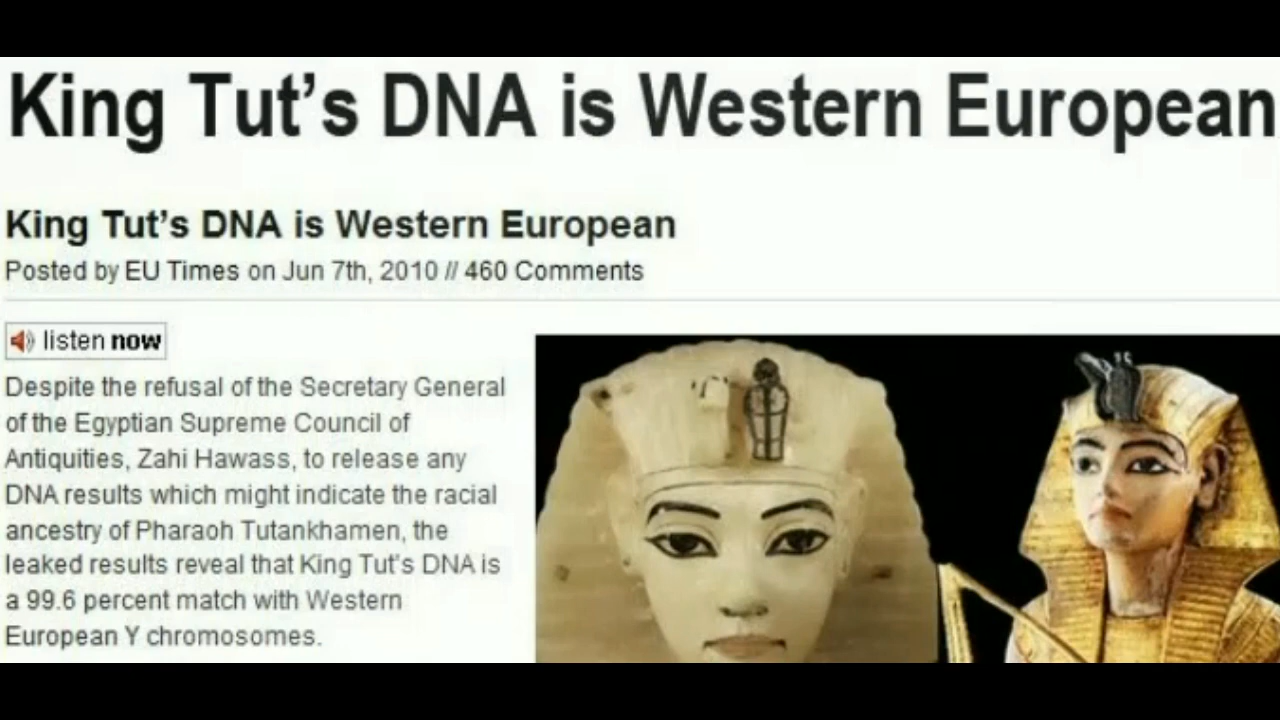 King Tut's DNA is Western European
King Tut's DNA is Western European
Posted by EU Times on Jun 7th, 2010 // 460 Comments
listen now
Despite the refusal of the Secretary General
of the Egyptian Supreme Council of
Antiquities, Zahi Hawass, to release any
DNA results which might indicate the racial
ancestry of Pharaoh Tutankhamen, the
leaked results reveal that King Tut's DNA is
a 99.6 percent match with Western
European Y chromosomes.